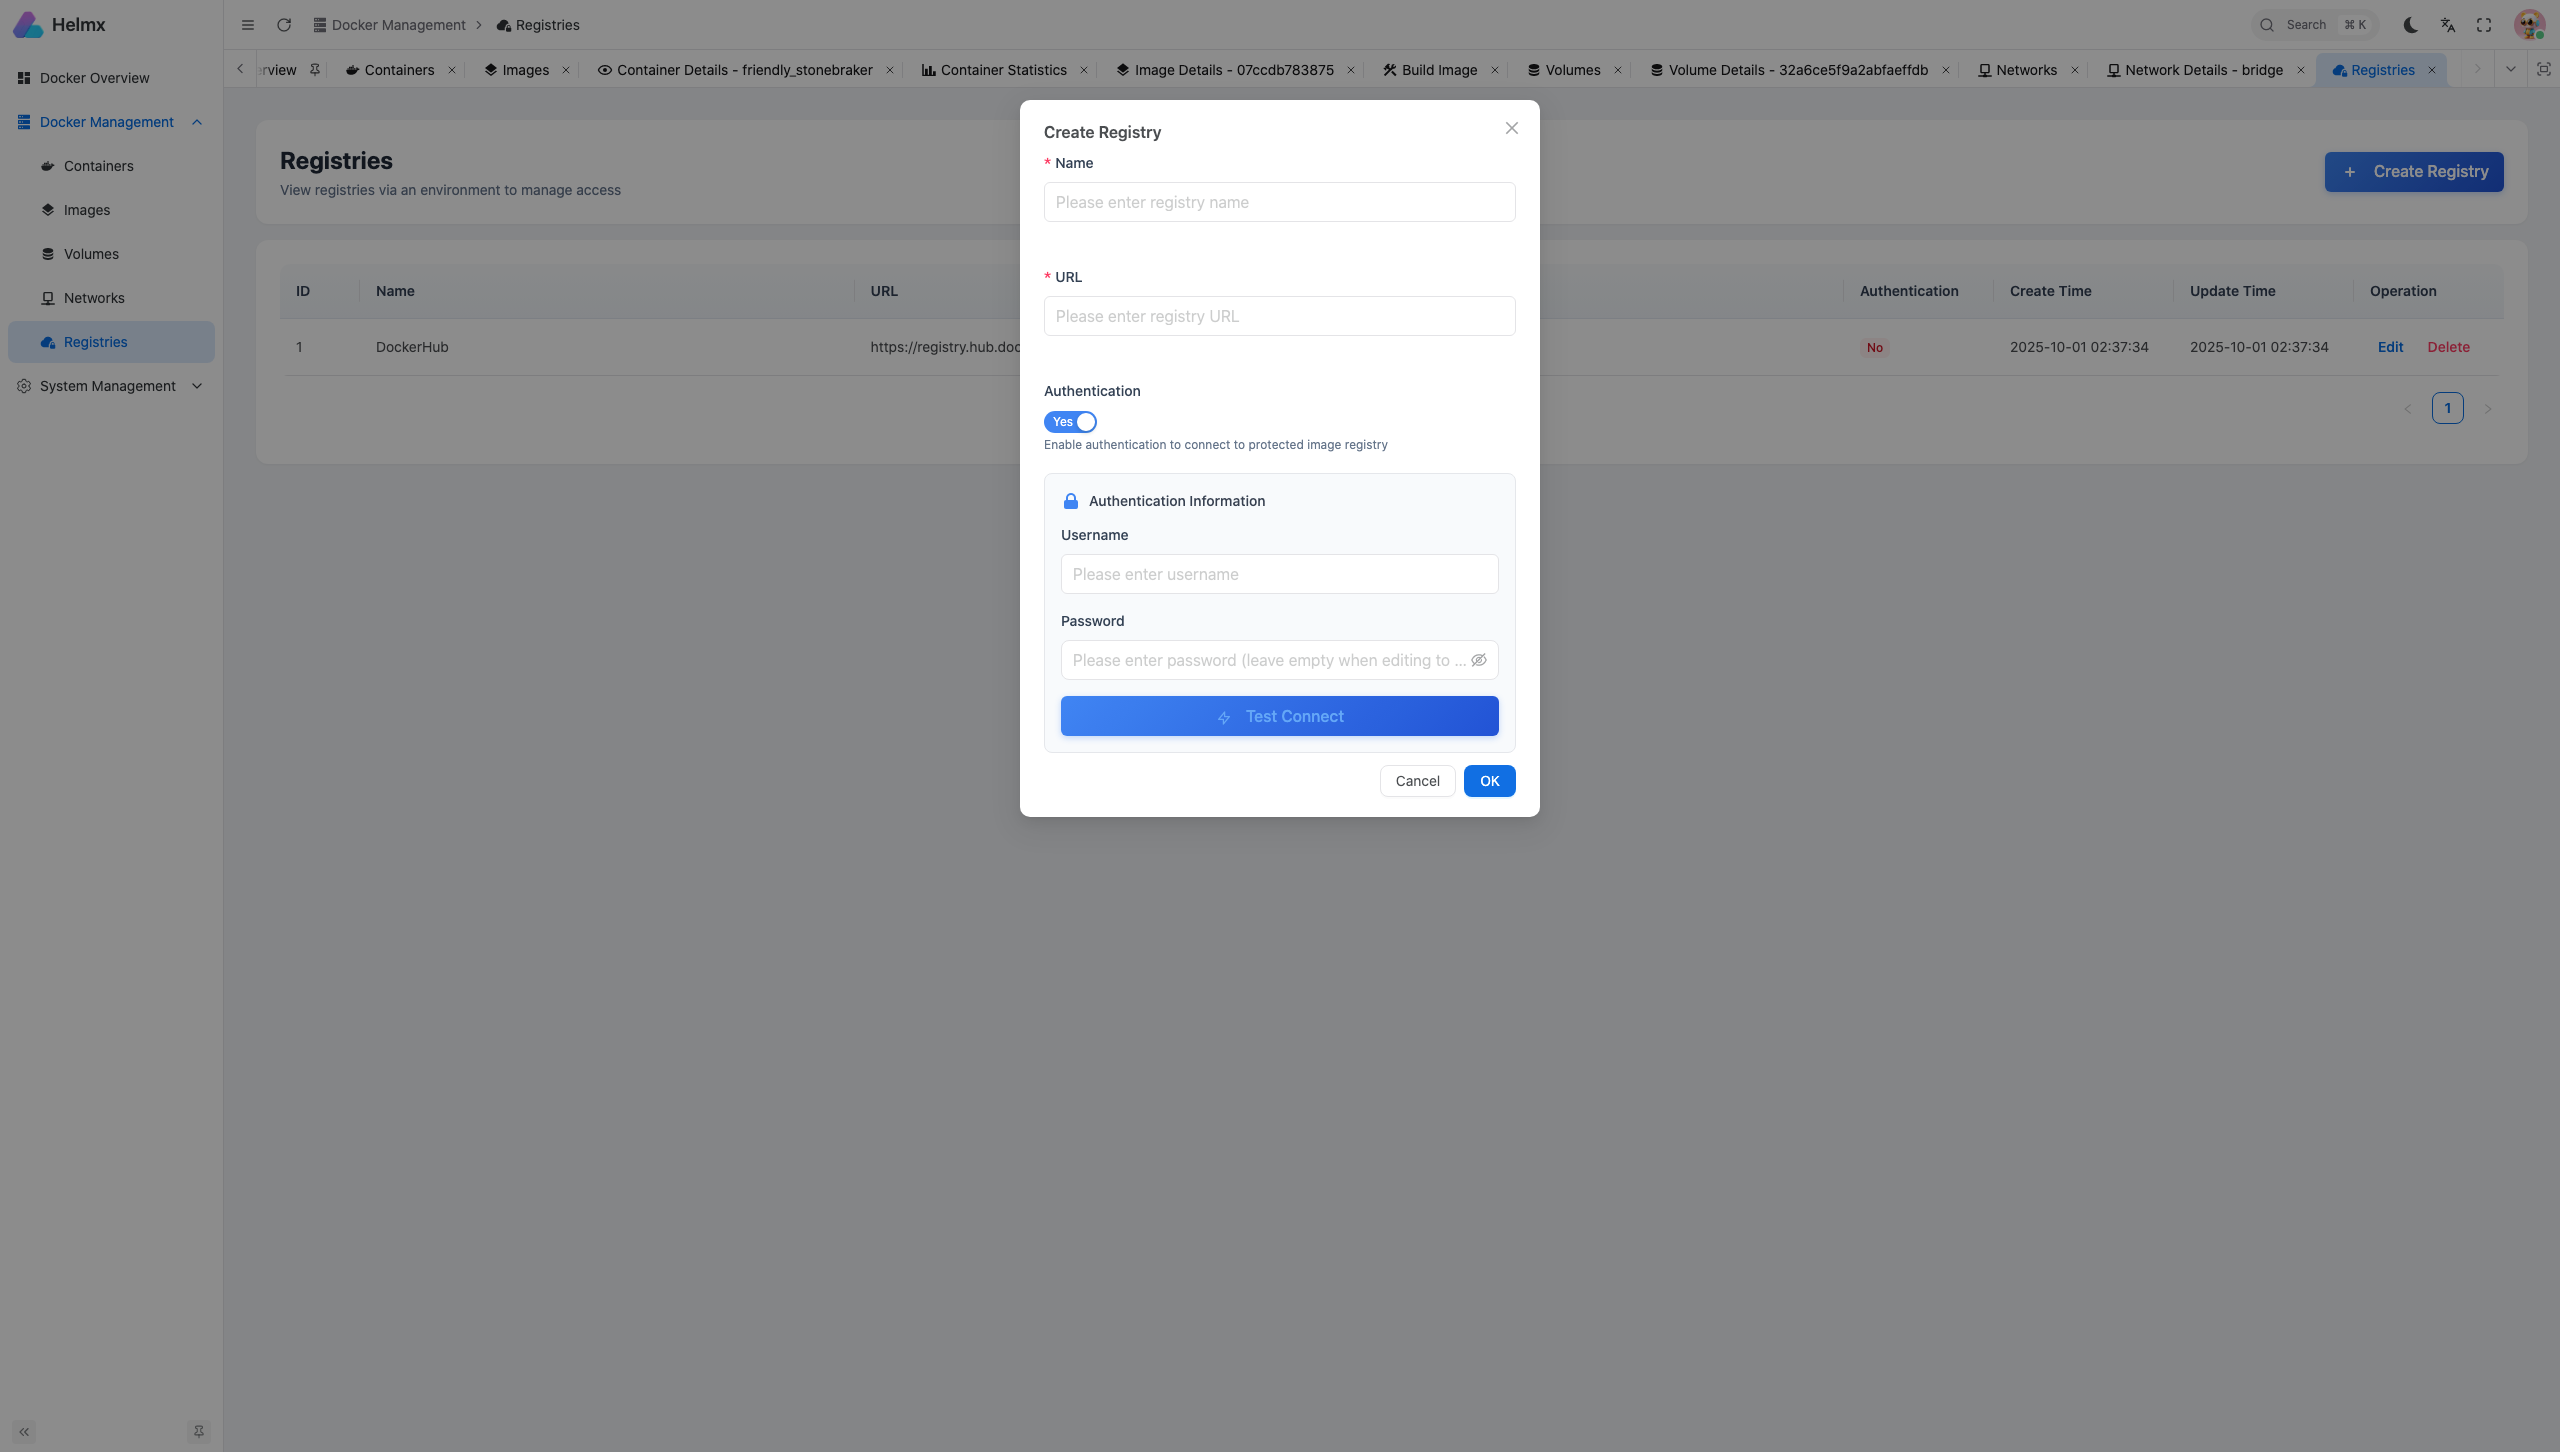 Helmx
Docker Management > Registries
Search ⌘ K
rview
Containers
Images
Container Details - friendly_stonebraker
Container Statistics
Image Details - 07ccdb783875
Build Image
Volumes
Volume Details - 32a6ce5f9a2abfaeffdb
Networks
Network Details - bridge
Registries
Docker Overview
Docker Management
Containers
Images
Volumes
Networks
Registries
System Management
Registries
View registries via an environment to manage access
+ Create Registry
ID Name URL Authentication Create Time Update Time Operation
1 DockerHub https://registry.hub.doc No 2025-10-01 02:37:34 2025-10-01 02:37:34 Edit Delete
1
Create Registry
* Name
Please enter registry name
* URL
Please enter registry URL
Authentication
Yes
Enable authentication to connect to protected image registry
Authentication Information
Username
Please enter username
Password
Please enter password (leave empty when editing to ...
Test Connect
Cancel OK